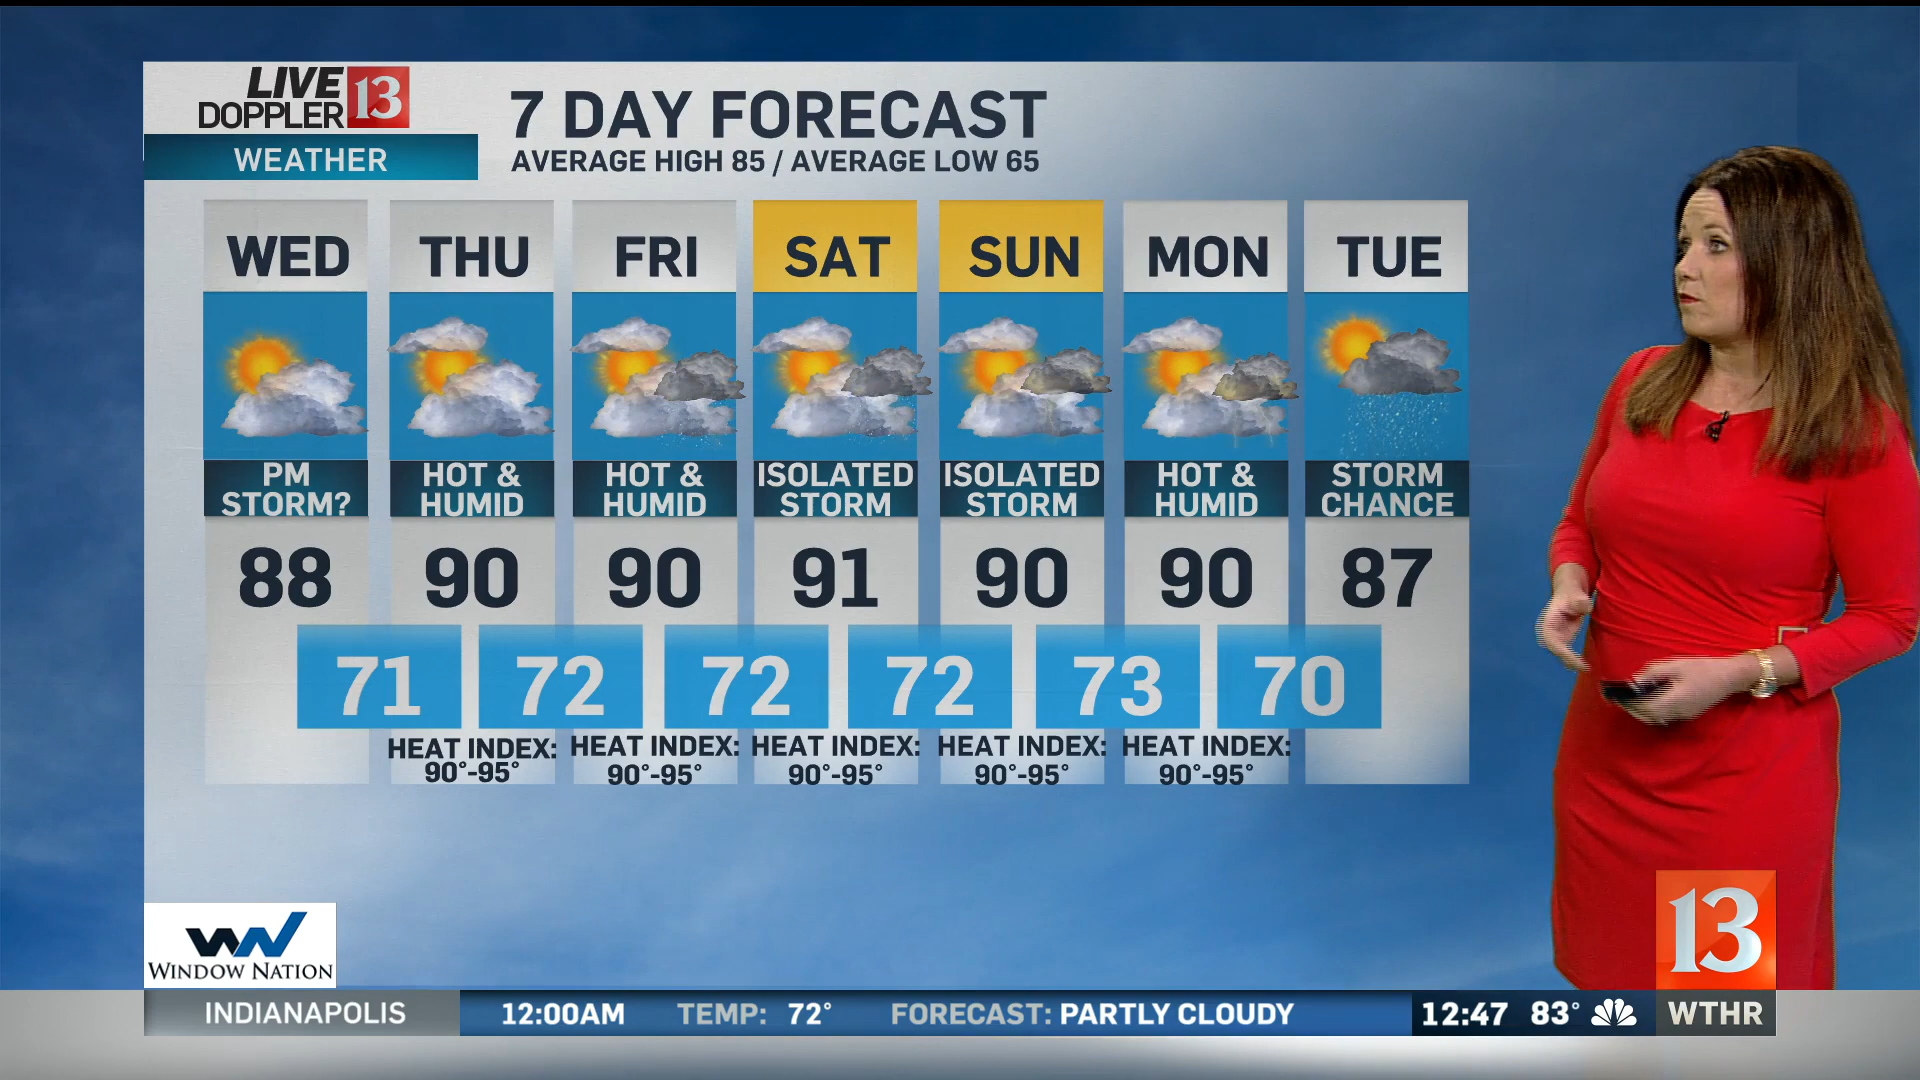 LIVE
DOPPLER 13
WEATHER
7 DAY FORECAST
AVERAGE HIGH 85 / AVERAGE LOW 65
WED THU FRI SAT SUN MON TUE
PM HOT & HOT & ISOLATED ISOLATED HOT & STORM
STORM? HUMID HUMID STORM STORM HUMID CHANCE
88 90 90 91 90 90 87
71 72 72 72 73 70
HEAT INDEX: HEAT INDEX: HEAT INDEX: HEAT INDEX: HEAT INDEX:
90°-95° 90°-95° 90°-95° 90°-95° 90°-95°
WN
WINDOW NATION
13
INDIANAPOLIS 12:00AM TEMP: 72° FORECAST: PARTLY CLOUDY 12:47 83° WTHR